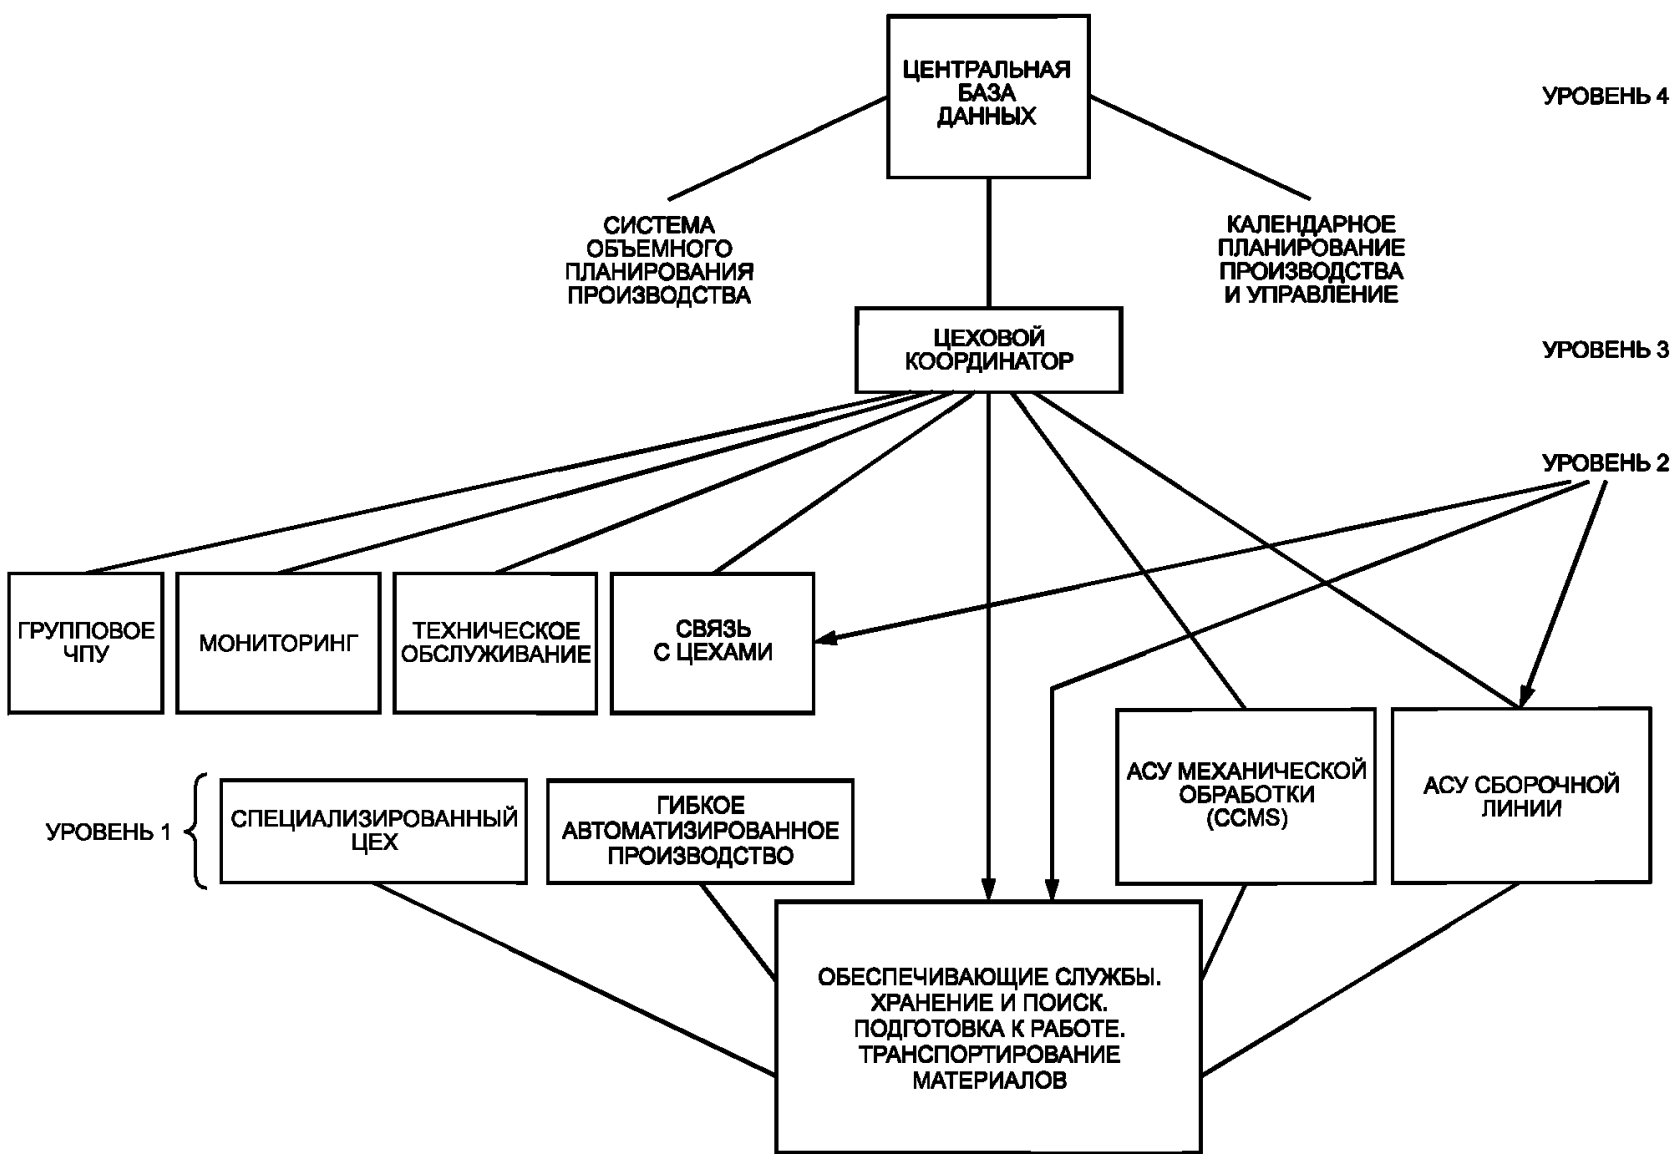 ЦЕНТРАЛЬНАЯ
БАЗА
ДАННЫХ
УРОВЕНЬ 4
СИСТЕМА
ОБЪЕМНОГО
ПЛАНИРОВАНИЯ
ПРОИЗВОДСТВА
КАЛЕНДАРНОЕ
ПЛАНИРОВАНИЕ
ПРОИЗВОДСТВА
И УПРАВЛЕНИЕ
ЦЕХОВОЙ
КООРДИНАТОР
УРОВЕНЬ 3
УРОВЕНЬ 2
ГРУППОВОЕ
ЧПУ
МОНИТОРИНГ
ТЕХНИЧЕСКОЕ
ОБСЛУЖИВАНИЕ
СВЯЗЬ
С ЦЕХАМИ
УРОВЕНЬ 1
СПЕЦИАЛИЗИРОВАННЫЙ
ЦЕХ
ГИБКОЕ
АВТОМАТИЗИРОВАННОЕ
ПРОИЗВОДСТВО
АСУ МЕХАНИЧЕСКОЙ
ОБРАБОТКИ
(CCMS)
АСУ СБОРОЧНОЙ
ЛИНИИ
ОБЕСПЕЧИВАЮЩИЕ СЛУЖБЫ.
ХРАНЕНИЕ И ПОИСК.
ПОДГОТОВКА К РАБОТЕ.
ТРАНСПОРТИРОВАНИЕ
МАТЕРИАЛОВ